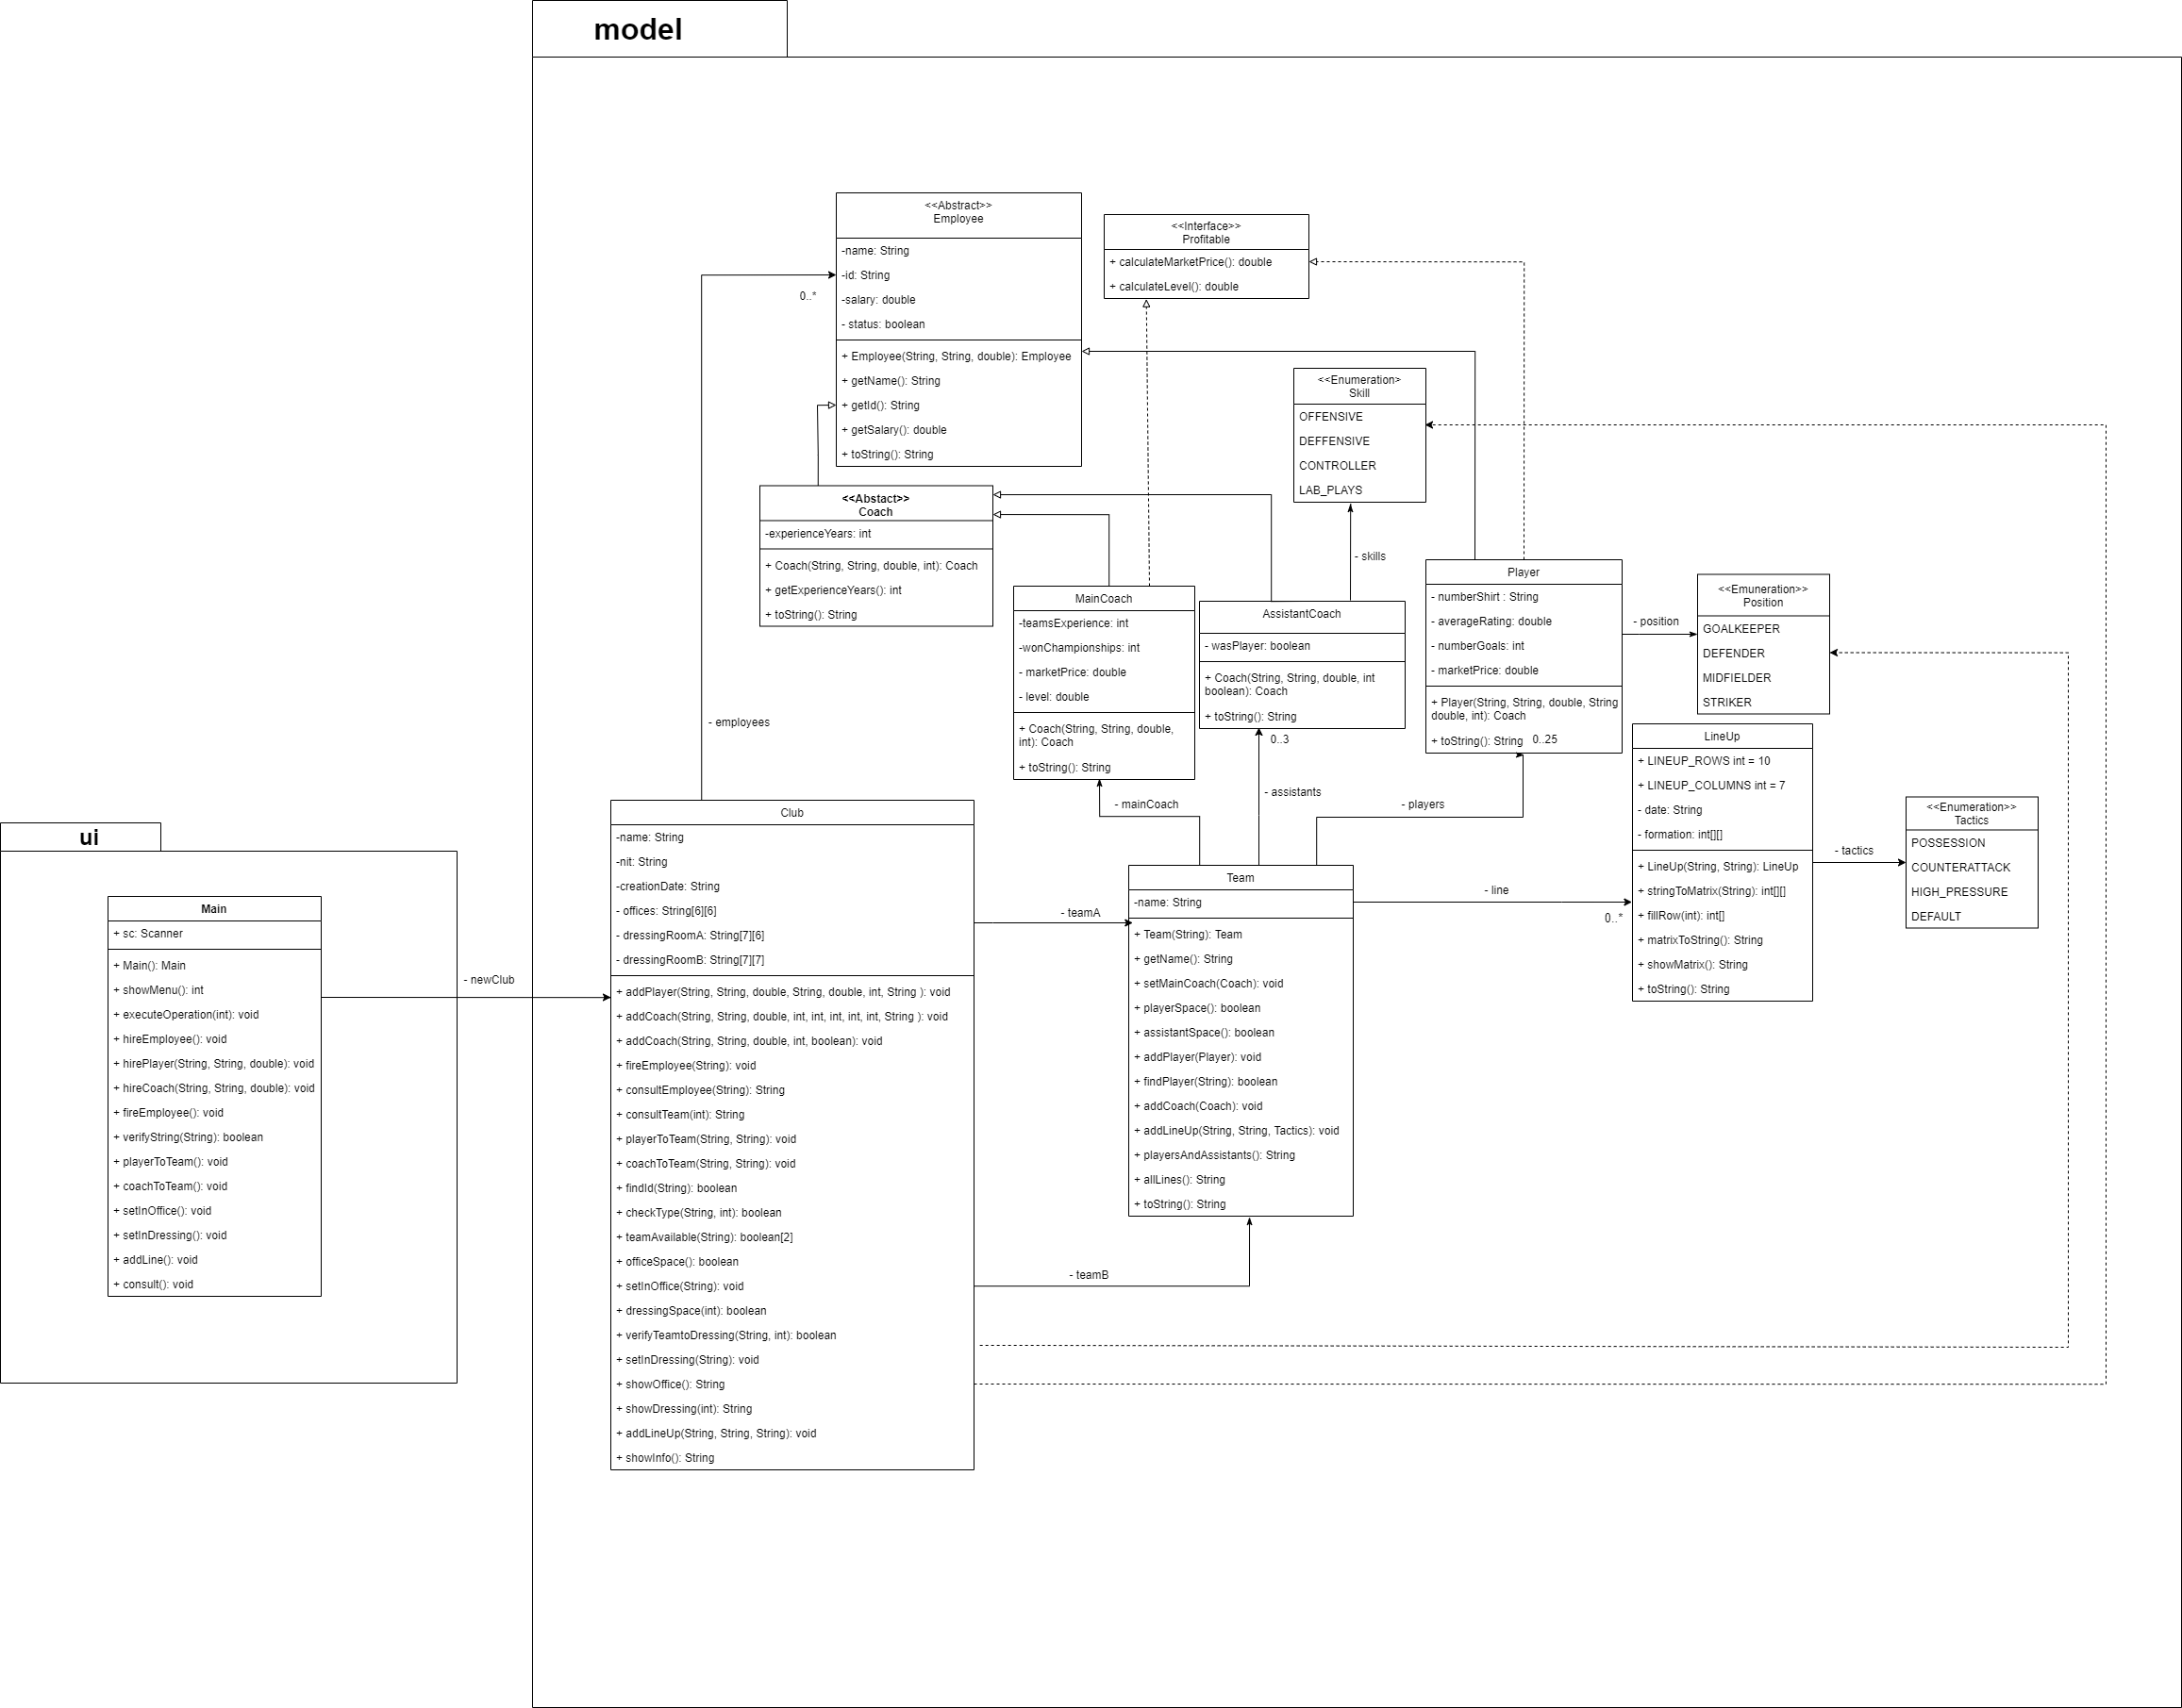 model
<<Abstract>>
Employee
-name: String
-id: String
-salary: double
- status: boolean
+ Employee(String, String, double): Employee
+ getName(): String
+ getId(): String
+ getSalary(): double
+ toString(): String
<<Interface>>
Profitable
+ calculateMarketPrice(): double
+ calculateLevel(): double
0..*
<<Enumeration>
Skill
OFFENSIVE
DEFFENSIVE
CONTROLLER
LAB_PLAYS
<<Abstact>>
Coach
-experienceYears: int
+ Coach(String, String, double, int): Coach
+ getExperienceYears(): int
+ toString(): String
- skills
MainCoach
-teamsExperience: int
-wonChampionships: int
- marketPrice: double
- level: double
+ Coach(String, String, double,
int): Coach
+ toString(): String
AssistantCoach
- wasPlayer: boolean
+ Coach(String, String, double, int
boolean): Coach
+ toString(): String
0..3
Player
- numberShirt : String
- averageRating: double
- numberGoals: int
- marketPrice: double
+ Player(String, String, double, String
double, int): Coach
+ toString(): String
0..25
- position
<<Emuneration>>
Position
GOALKEEPER
DEFENDER
MIDFIELDER
STRIKER
- employees
- mainCoach
- assistants
- players
LineUp
+ LINEUP_ROWS int = 10
+ LINEUP_COLUMNS int = 7
- date: String
- formation: int[][]
+ LineUp(String, String): LineUp
+ stringToMatrix(String): int[][]
+ fillRow(int): int[]
+ matrixToString(): String
+ showMatrix(): String
+ toString(): String
- tactics
<<Enumeration>>
Tactics
POSSESSION
COUNTERATTACK
HIGH_PRESSURE
DEFAULT
ui
Main
+ sc: Scanner
+ Main(): Main
+ showMenu(): int
+ executeOperation(int): void
+ hireEmployee(): void
+ hirePlayer(String, String, double): void
+ hireCoach(String, String, double): void
+ fireEmployee(): void
+ verifyString(String): boolean
+ playerToTeam(): void
+ coachToTeam(): void
+ setInOffice(): void
+ setInDressing(): void
+ addLine(): void
+ consult(): void
- newClub
Club
-name: String
-nit: String
-creationDate: String
- offices: String[6][6]
- dressingRoomA: String[7][6]
- dressingRoomB: String[7][7]
+ addPlayer(String, String, double, String, double, int, String ): void
+ addCoach(String, String, double, int, int, int, int, int, String ): void
+ addCoach(String, String, double, int, boolean): void
+ fireEmployee(String): void
+ consultEmployee(String): String
+ consultTeam(int): String
+ playerToTeam(String, String): void
+ coachToTeam(String, String): void
+ findId(String): boolean
+ checkType(String, int): boolean
+ teamAvailable(String): boolean[2]
+ officeSpace(): boolean
+ setInOffice(String): void
+ dressingSpace(int): boolean
+ verifyTeamtoDressing(String, int): boolean
+ setInDressing(String): void
+ showOffice(): String
+ showDressing(int): String
+ addLineUp(String, String, String): void
+ showInfo(): String
- teamA
- teamB
Team
-name: String
+ Team(String): Team
+ getName(): String
+ setMainCoach(Coach): void
+ playerSpace(): boolean
+ assistantSpace(): boolean
+ addPlayer(Player): void
+ findPlayer(String): boolean
+ addCoach(Coach): void
+ addLineUp(String, String, Tactics): void
+ playersAndAssistants(): String
+ allLines(): String
+ toString(): String
- line
0..*